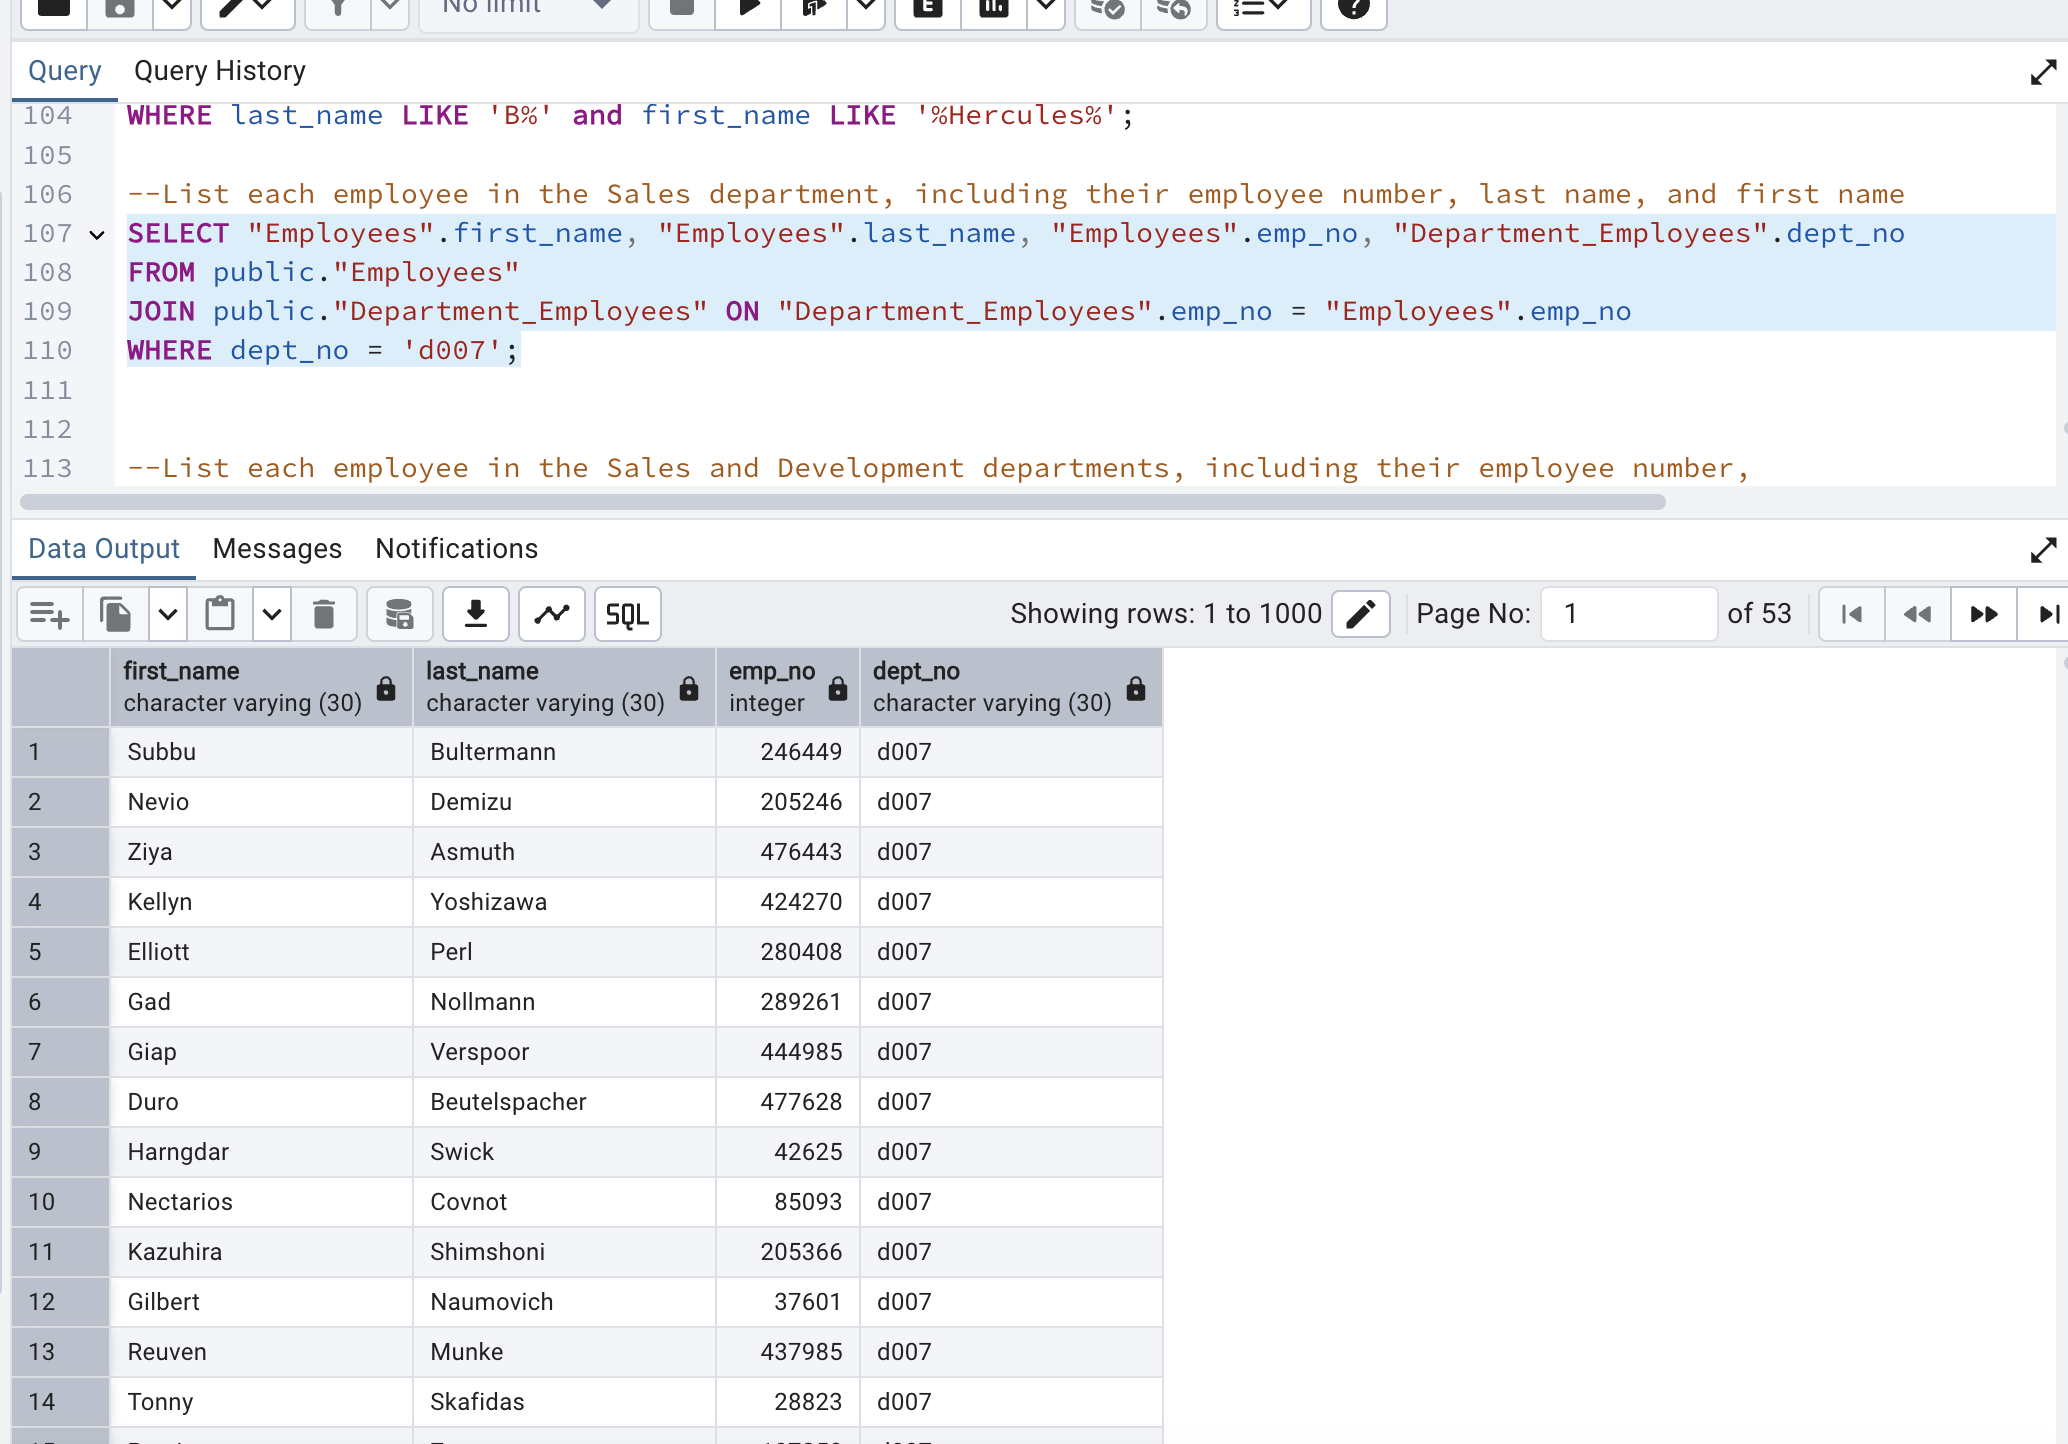 No limit
Query Query History
104 WHERE last_name LIKE 'B%' and first_name LIKE '%Hercules%';
105
106 --List each employee in the Sales department, including their employee number, last name, and first name
107 SELECT "Employees".first_name, "Employees".last_name, "Employees".emp_no, "Department_Employees".dept_no
108 FROM public."Employees"
109 JOIN public."Department_Employees" ON "Department_Employees".emp_no = "Employees".emp_no
110 WHERE dept_no = 'd007';
111
112
113 --List each employee in the Sales and Development departments, including their employee number,
Data Output Messages Notifications
SQL Showing rows: 1 to 1000 Page No: 1 of 53
first_name last_name emp_no dept_no
character varying (30) character varying (30) integer character varying (30)
1 Subbu Bultermann 246449 d007
2 Nevio Demizu 205246 d007
3 Ziya Asmuth 476443 d007
4 Kellyn Yoshizawa 424270 d007
5 Elliott Perl 280408 d007
6 Gad Nollmann 289261 d007
7 Giap Verspoor 444985 d007
8 Duro Beutelspacher 477628 d007
9 Harngdar Swick 42625 d007
10 Nectarios Covnot 85093 d007
11 Kazuhira Shimshoni 205366 d007
12 Gilbert Naumovich 37601 d007
13 Reuven Munke 437985 d007
14 Tonny Skafidas 28823 d007